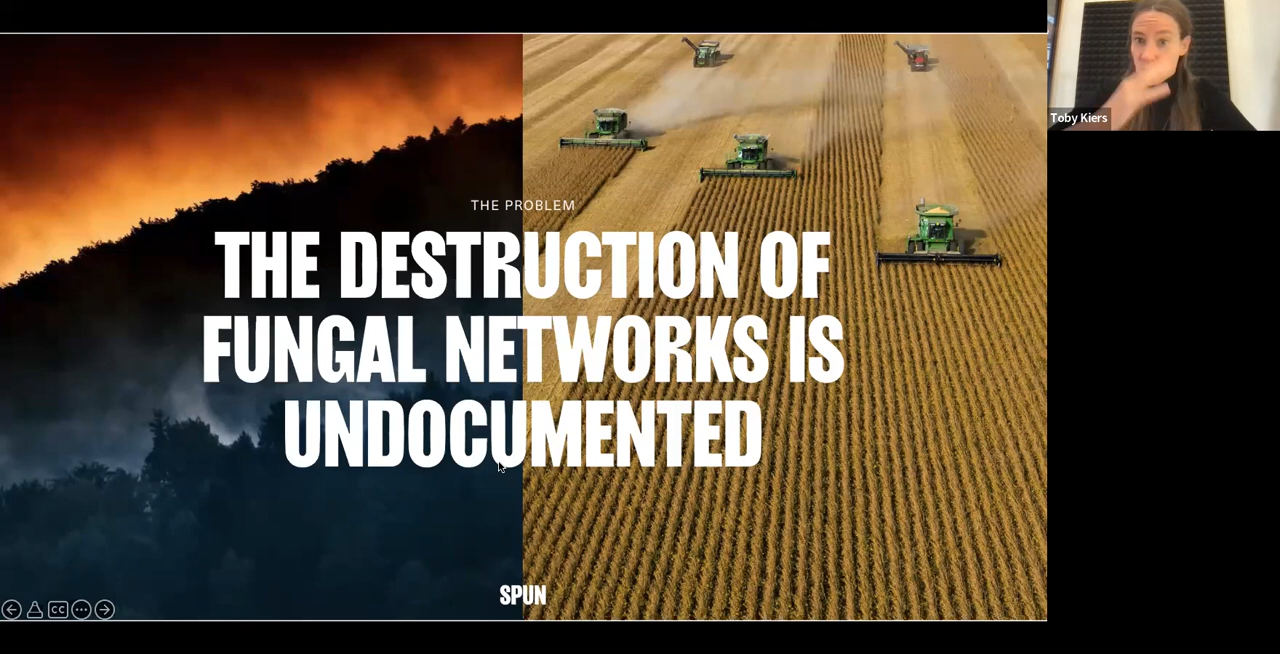 THE PROBLEM
THE DESTRUCTION OF
FUNGAL NETWORKS IS
UNDOCUMENTED
SPUN
CC
Toby Kiers